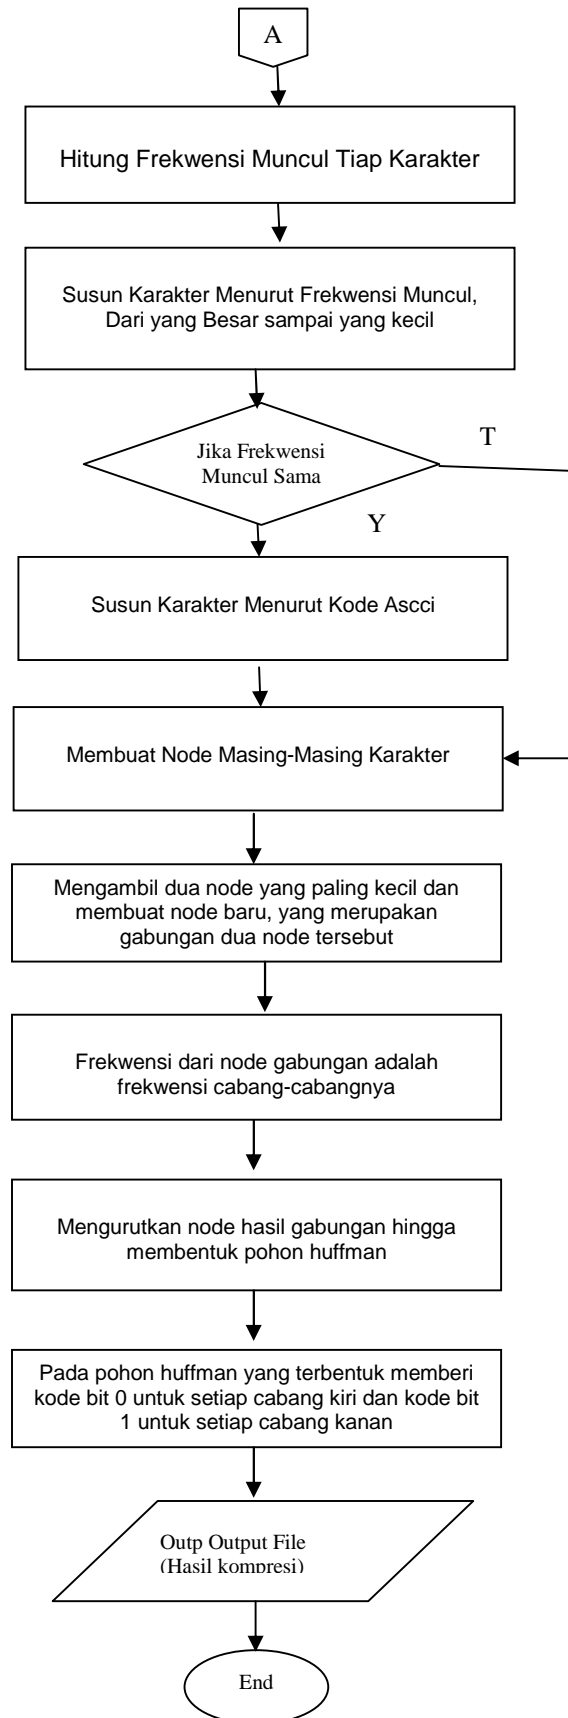 A
Hitung Frekwensi Muncul Tiap Karakter
Susun Karakter Menurut Frekwensi Muncul,
Dari yang Besar sampai yang kecil
Jika Frekwensi
Muncul Sama
T
Y
Susun Karakter Menurut Kode Ascci
Membuat Node Masing-Masing Karakter
Mengambil dua node yang paling kecil dan
membuat node baru, yang merupakan
gabungan dua node tersebut
Frekwensi dari node gabungan adalah
frekwensi cabang-cabangnya
Mengurutkan node hasil gabungan hingga
membentuk pohon huffman
Pada pohon huffman yang terbentuk memberi
kode bit 0 untuk setiap cabang kiri dan kode bit
1 untuk setiap cabang kanan
Outp Output File
(Hasil kompresi)
End